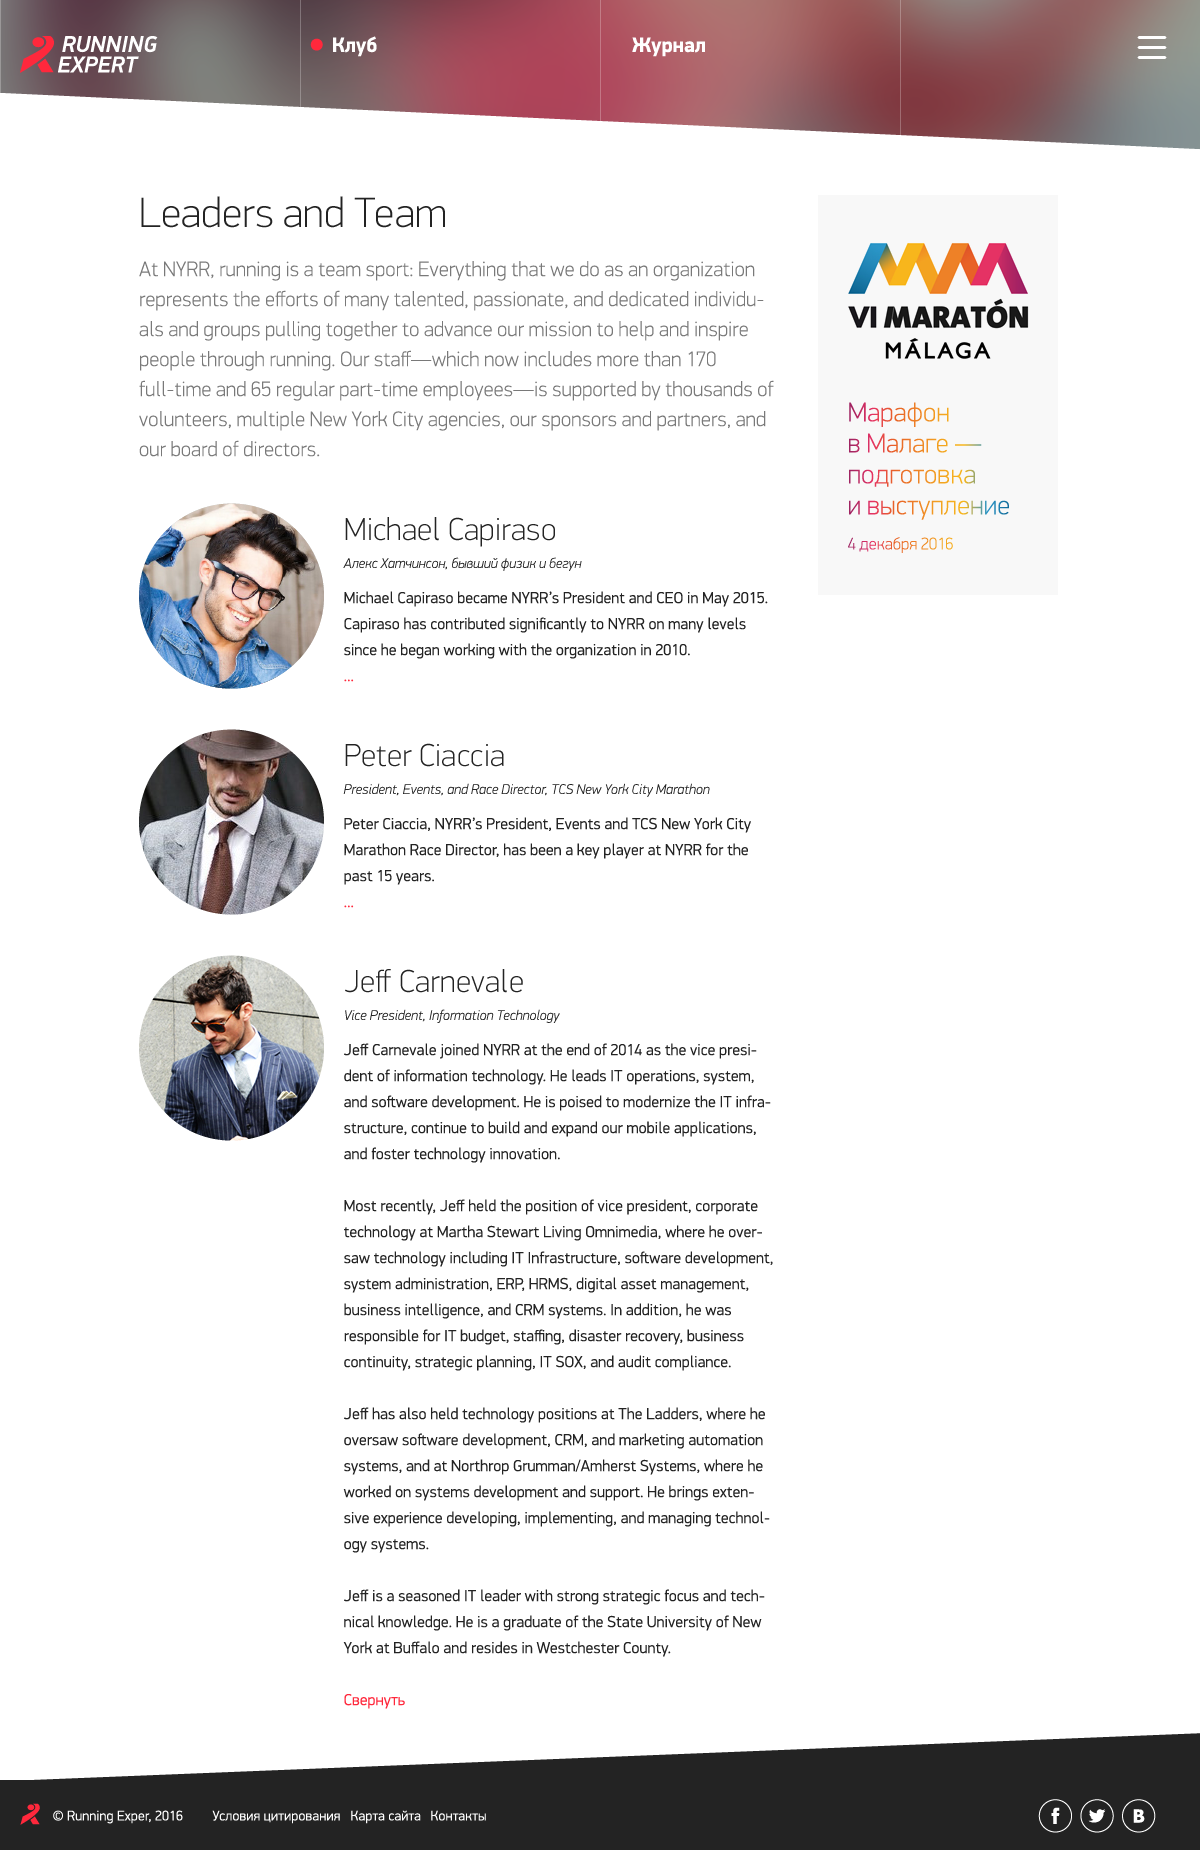 RUNNING
EXPERT
Клуб
Журнал
Leaders and Team
At NYRR, running is a team sport: Everything that we do as an organization
represents the efforts of many talented, passionate, and dedicated individu-
als and groups pulling together to advance our mission to help and inspire
people through running. Our staff—which now includes more than 170
full-time and 65 regular part-time employees—is supported by thousands of
volunteers, multiple New York City agencies, our sponsors and partners, and
our board of directors.
VI MARATÓN
MÁLAGA
Марафон
в Малаге —
подготовка
и выступление
4 декабря 2016
Michael Capiraso
Алекс Хатчинсон, бывший физик и бегун
Michael Capiraso became NYRR’s President and CEO in May 2015.
Capiraso has contributed significantly to NYRR on many levels
since he began working with the organization in 2010.
...
Peter Ciaccia
President, Events, and Race Director, TCS New York City Marathon
Peter Ciaccia, NYRR’s President, Events and TCS New York City
Marathon Race Director, has been a key player at NYRR for the
past 15 years.
...
Jeff Carnevale
Vice President, Information Technology
Jeff Carnevale joined NYRR at the end of 2014 as the vice presi-
dent of information technology. He leads IT operations, system,
and software development. He is poised to modernize the IT infra-
structure, continue to build and expand our mobile applications,
and foster technology innovation.
Most recently, Jeff held the position of vice president, corporate
technology at Martha Stewart Living Omnimedia, where he over-
saw technology including IT Infrastructure, software development,
system administration, ERP, HRMS, digital asset management,
business intelligence, and CRM systems. In addition, he was
responsible for IT budget, staffing, disaster recovery, business
continuity, strategic planning, IT SOX, and audit compliance.
Jeff has also held technology positions at The Ladders, where he
oversaw software development, CRM, and marketing automation
systems, and at Northrop Grumman/Amherst Systems, where he
worked on systems development and support. He brings exten-
sive experience developing, implementing, and managing technol-
ogy systems.
Jeff is a seasoned IT leader with strong strategic focus and tech-
nical knowledge. He is a graduate of the State University of New
York at Buffalo and resides in Westchester County.
Свернуть
© Running Exper, 2016
Условия цитирования Карта сайта Контакты